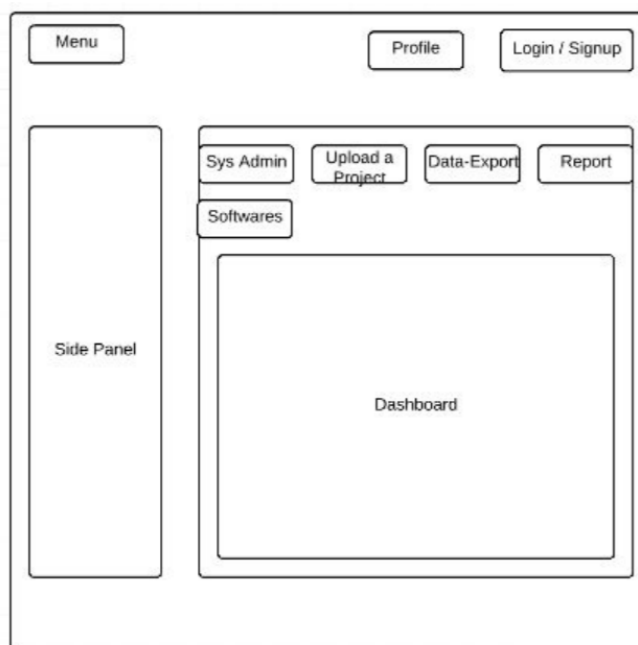 Menu
Profile
Login / Signup
Sys Admin
Upload a
Project
Data-Export
Report
Softwares
Side Panel
Dashboard